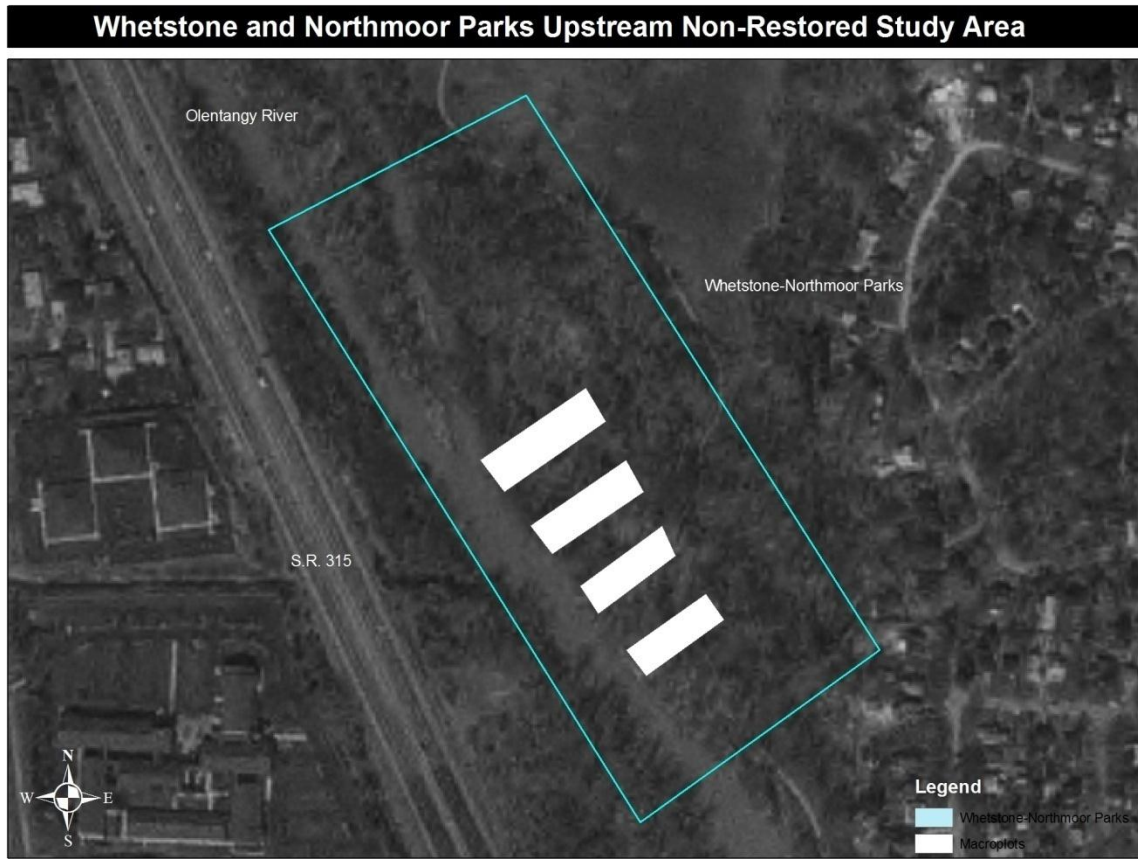 Whetstone and Northmoor Parks Upstream Non-Restored Study Area
Olentangy River
Whetstone-Northmoor Parks
S.R. 315
N
W E
S
Legend
Whetstone-Northmoor Parks
Macroplots